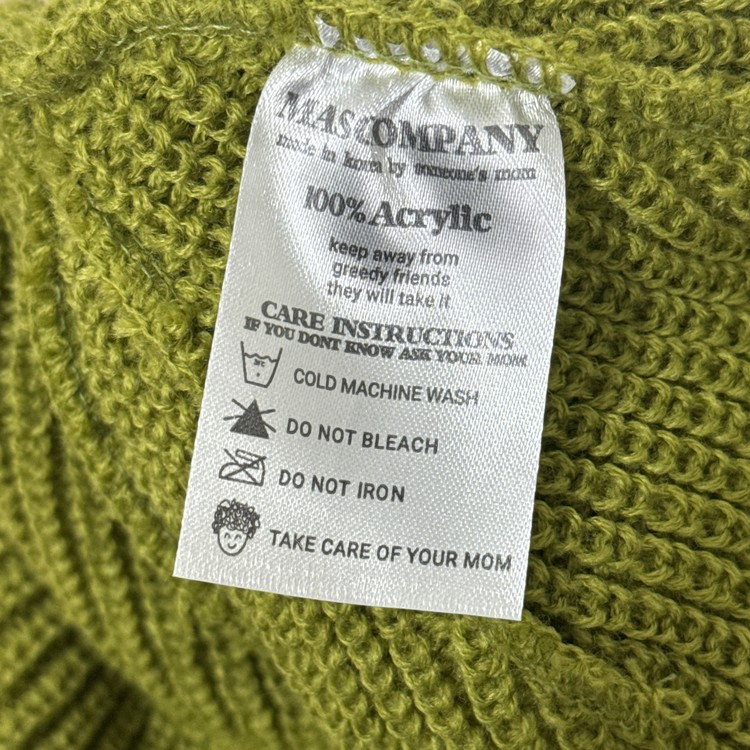 MASCOMPANY
made in korea by someone's mom
100% Acrylic
keep away from
greedy friends
they will take it
CARE INSTRUCTIONS
IF YOU DONT KNOW ASK YOUR MOM
COLD MACHINE WASH
DO NOT BLEACH
DO NOT IRON
TAKE CARE OF YOUR MOM